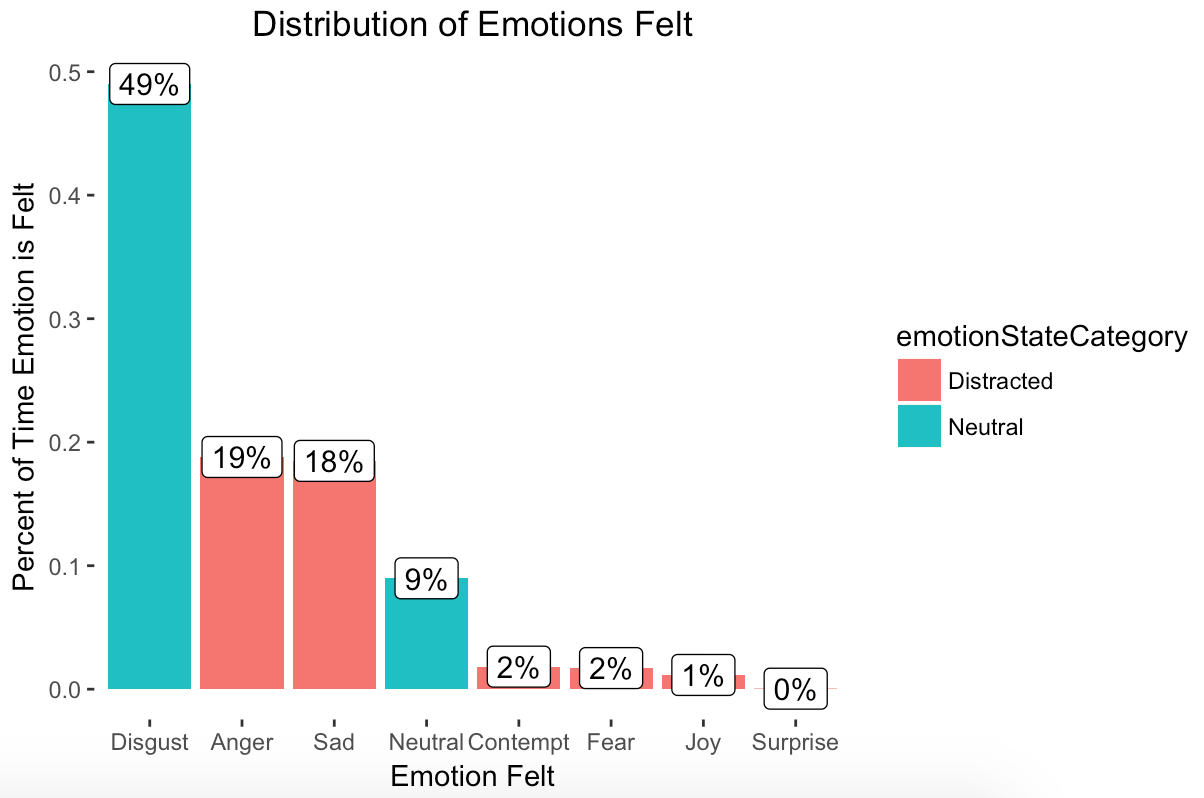 Distribution of Emotions Felt
Percent of Time Emotion is Felt
0.5
0.4
0.3
0.2
0.1
0.0
49%
19%
18%
9%
2%
2%
1%
0%
Disgust Anger Sad Neutral Contempt Fear Joy Surprise
Emotion Felt
emotionStateCategory
Distracted
Neutral